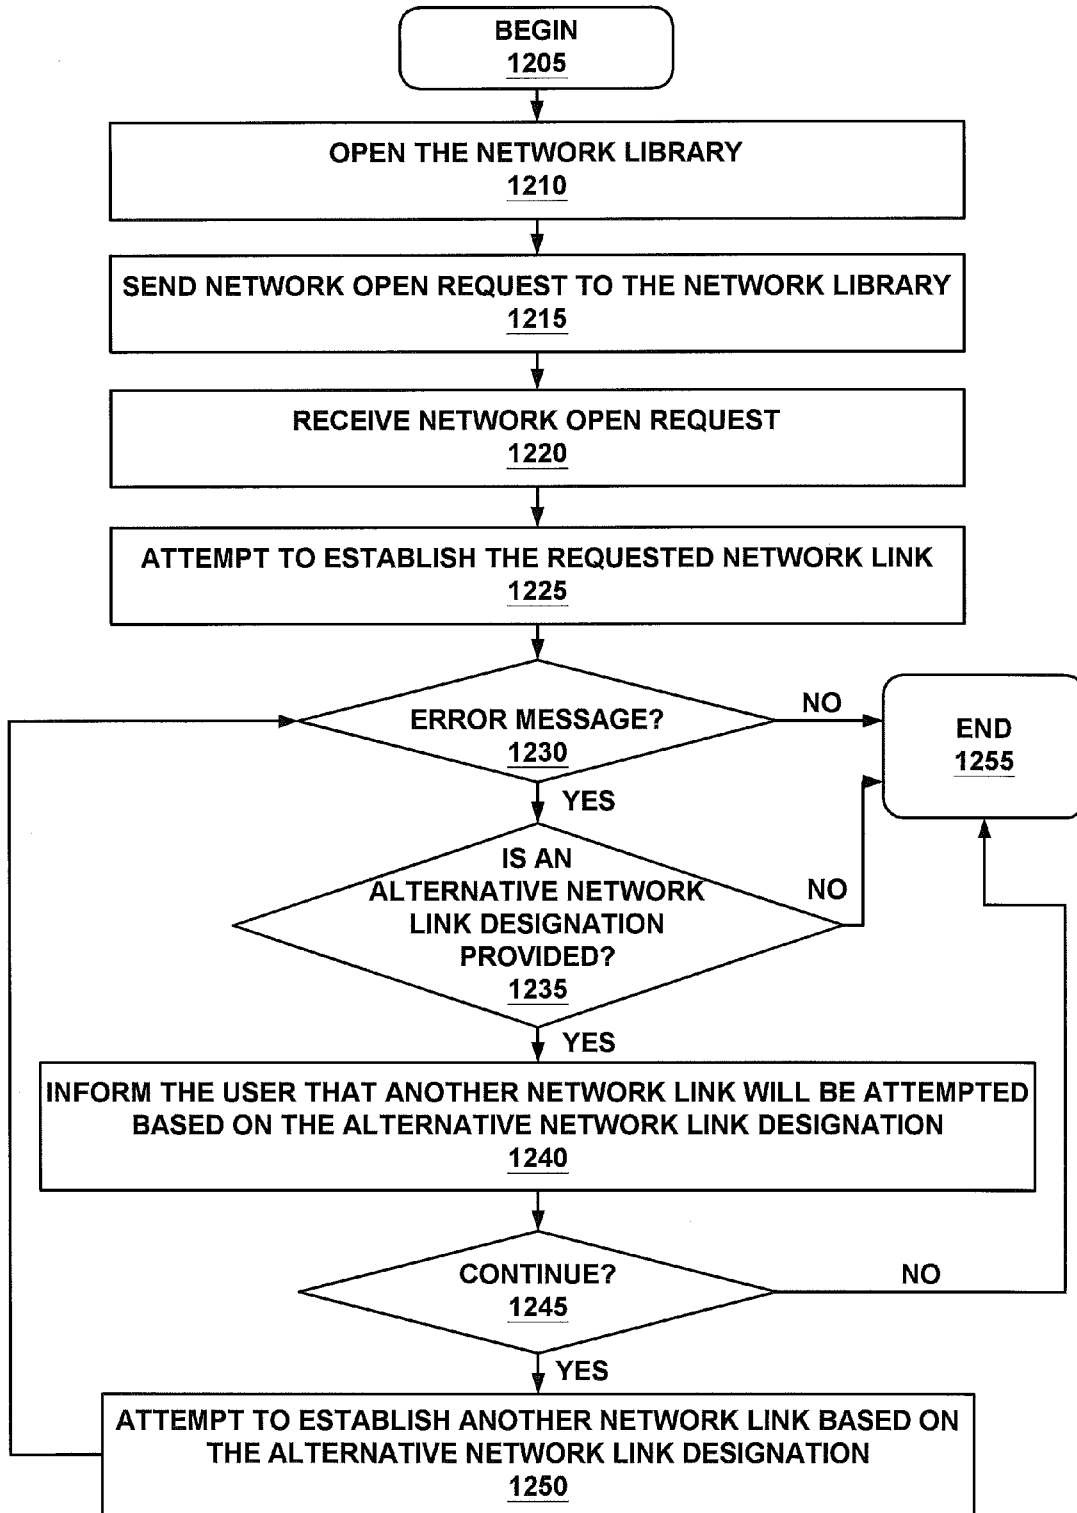 BEGIN
1205
OPEN THE NETWORK LIBRARY
1210
SEND NETWORK OPEN REQUEST TO THE NETWORK LIBRARY
1215
RECEIVE NETWORK OPEN REQUEST
1220
ATTEMPT TO ESTABLISH THE REQUESTED NETWORK LINK
1225
ERROR MESSAGE?
1230
NO
END
1255
YES
IS AN
ALTERNATIVE NETWORK
LINK DESIGNATION
PROVIDED?
1235
NO
YES
INFORM THE USER THAT ANOTHER NETWORK LINK WILL BE ATTEMPTED
BASED ON THE ALTERNATIVE NETWORK LINK DESIGNATION
1240
CONTINUE?
1245
NO
YES
ATTEMPT TO ESTABLISH ANOTHER NETWORK LINK BASED ON
THE ALTERNATIVE NETWORK LINK DESIGNATION
1250